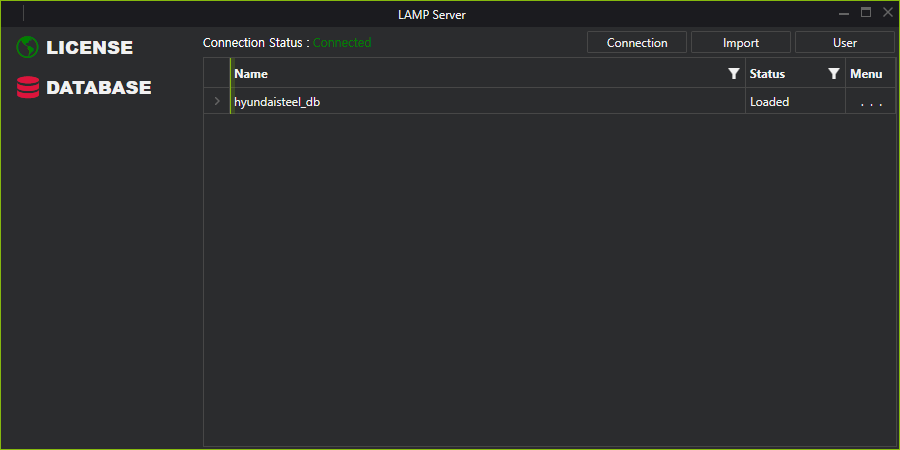 LAMP Server
LICENSE
DATABASE
Connection Status : Connected
Connection Import User
Name Status Menu
hyundaisteel_db Loaded . . .